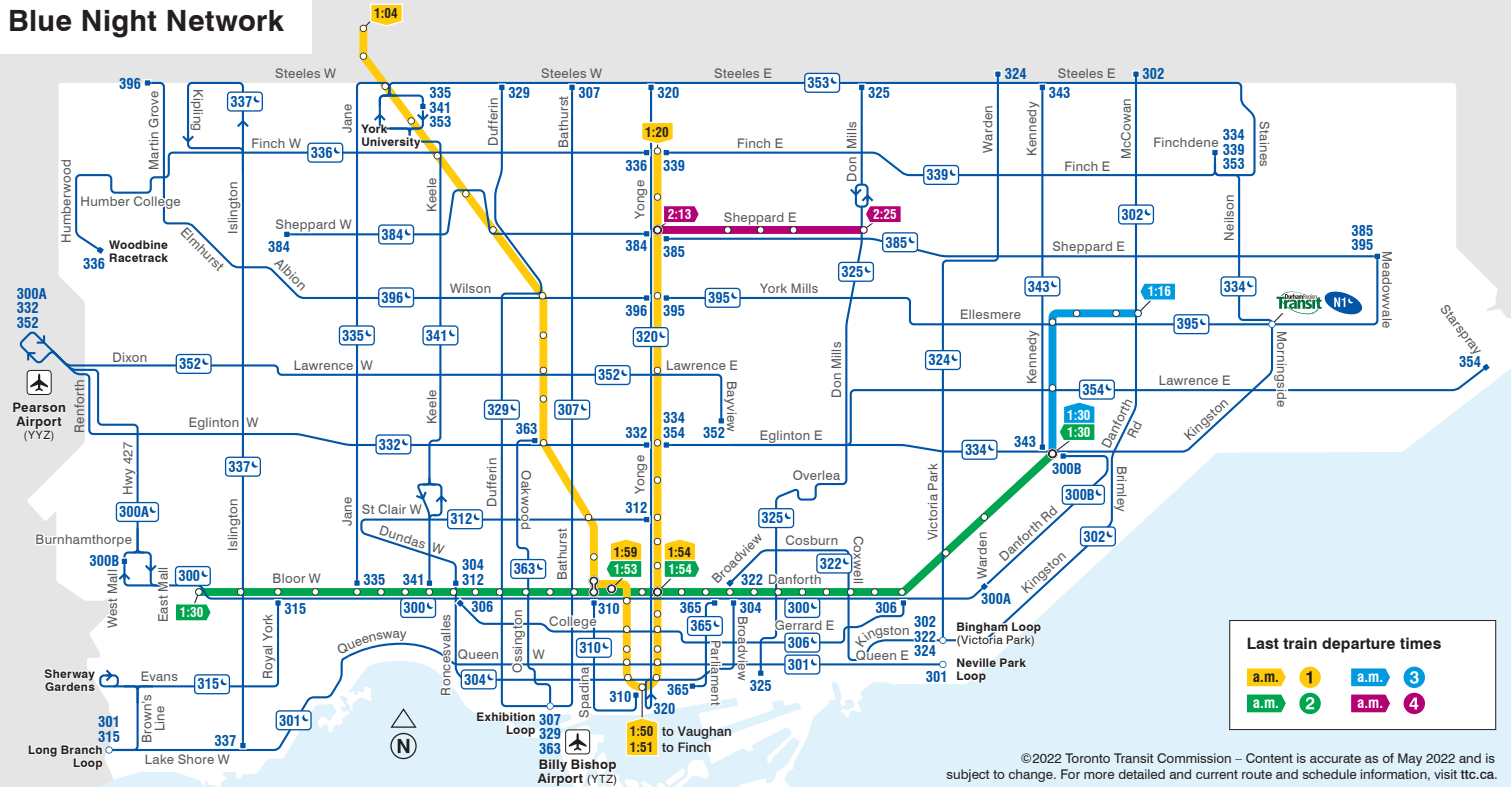 Blue Night Network
1:04
396
Steeles W
Steeles W
Steeles E
353
324
Steeles E
302
Martin Grove
Kipling
337
Jane
335
341
353
York
University
Dufferin
329
Bathurst
307
320
325
Warden
Kennedy
343
McCowan
Staines
1:20
Finch W
336
336
339
Finch E
Don Mills
339
Finch E
Finchdene
334
339
353
Humberwood
Humber College
Islington
Keele
Yonge
Woodbine
Racetrack
336
Elmhurst
Albion
Sheppard W
384
384
384
385
2:13
Sheppard E
2:25
385
302
Sheppard E
Neilson
385
395
Meadowvale
325
396
Wilson
396
395
395
York Mills
343
334
DurhamRegion
Transit
N1
1:16
Ellesmere
395
300A
332
352
Pearson
Airport
(YYZ)
Dixon
352
Lawrence W
335
341
320
352
Lawrence E
Bayview
352
Don Mills
324
Kennedy
354
Lawrence E
Morningside
Starspray
354
Renforth
Eglinton W
332
Keele
329
307
363
332
334
354
Eglinton E
334
343
1:30
1:30
300B
Danforth
Rd
Kingston
Hwy 427
337
Dufferin
Oakwood
Yonge
Overlea
Victoria Park
Brimley
300B
300A
Islington
Jane
St Clair W
312
312
325
Danforth Rd
302
Burnhamthorpe
300B
Dundas W
304
312
363
Bathurst
1:59
1:53
1:54
1:54
Broadview
Cosburn
322
Coxwell
Warden
Kingston
West Mall
East Mall
300
1:30
Bloor W
335
341
322
Danforth
300A
315
300
306
310
365
304
300
306
Royal York
Roncesvalles
College
Ossington
310
365
Parliament
Broadview
Gerrard E
306
Kingston
302
322
324
Bingham Loop
(Victoria Park)
Queensway
Queen
W
304
301
Queen E
301
Neville Park
Loop
Sherway
Gardens
Evans
315
Brown's
Line
301
Spadina
310
365
325
320
301
315
Long Branch
Loop
337
Lake Shore W
N
Exhibition
Loop
307
329
363
Billy Bishop
Airport (YTZ)
1:50 to Vaughan
1:51 to Finch
Last train departure times
a.m. 1
a.m. 3
a.m. 2
a.m. 4
©2022 Toronto Transit Commission – Content is accurate as of May 2022 and is
subject to change. For more detailed and current route and schedule information, visit ttc.ca.